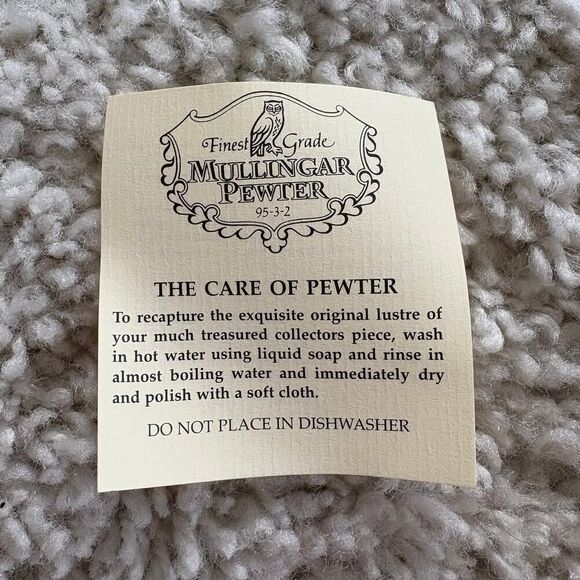 Finest Grade
MULLINGAR
PEWTER
95-3-2
THE CARE OF PEWTER
To recapture the exquisite original lustre of
your much treasured collectors piece, wash
in hot water using liquid soap and rinse in
almost boiling water and immediately dry
and polish with a soft cloth.
DO NOT PLACE IN DISHWASHER